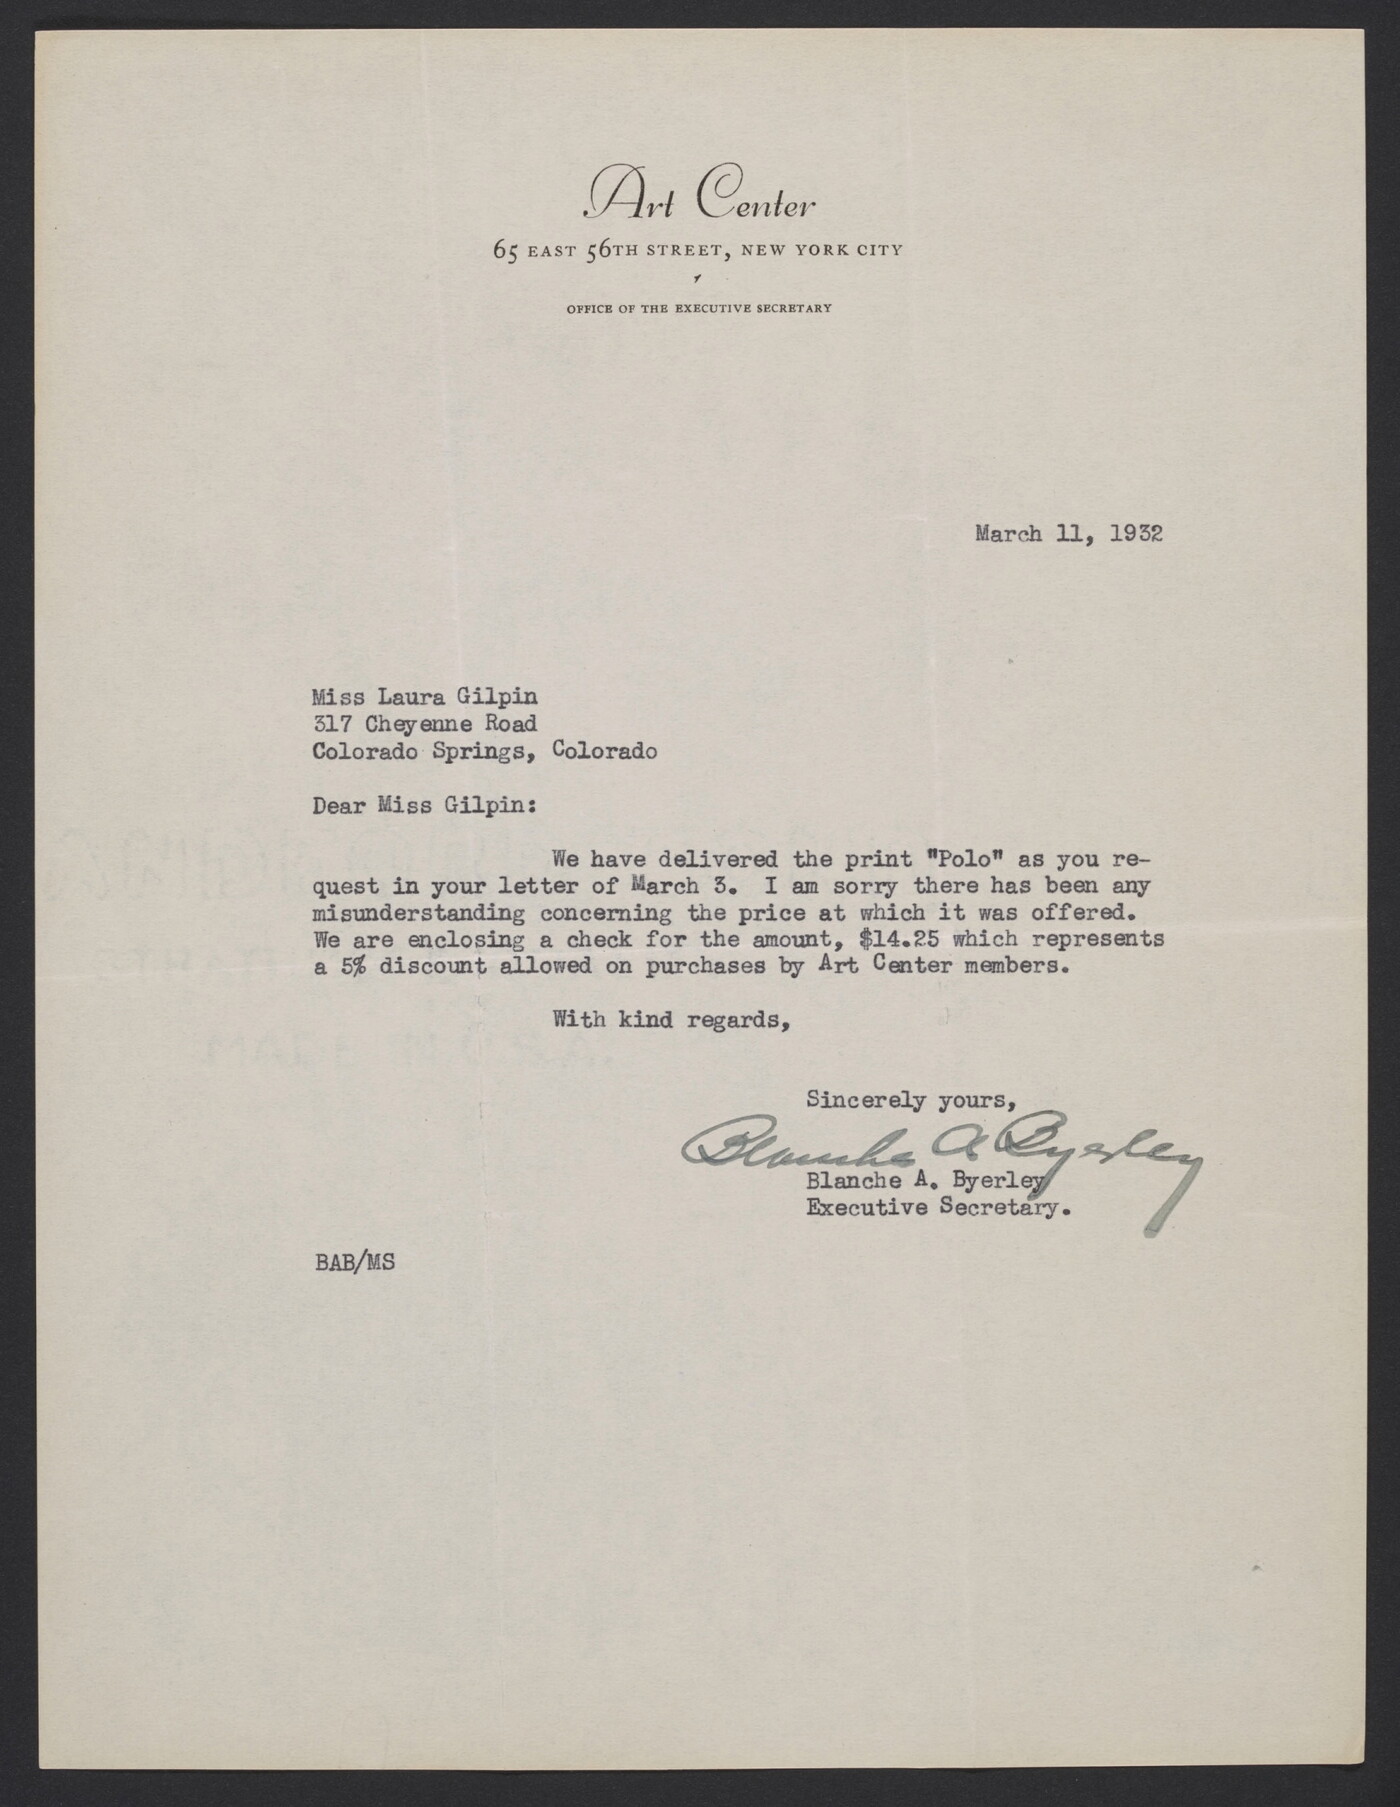 Art Center
65 EAST 56TH STREET, NEW YORK CITY
OFFICE OF THE EXECUTIVE SECRETARY
March 11, 1932
Miss Laura Gilpin
317 Cheyenne Road
Colorado Springs, Colorado
Dear Miss Gilpin:
We have delivered the print "Polo" as you re-
quest in your letter of March 3. I am sorry there has been any
misunderstanding concerning the price at which it was offered.
We are enclosing a check for the amount, $14.25 which represents
a 5% discount allowed on purchases by Art Center members.
With kind regards,
Sincerely yours,
Blanche A Byerley
Blanche A. Byerley
Executive Secretary.
BAB/MS